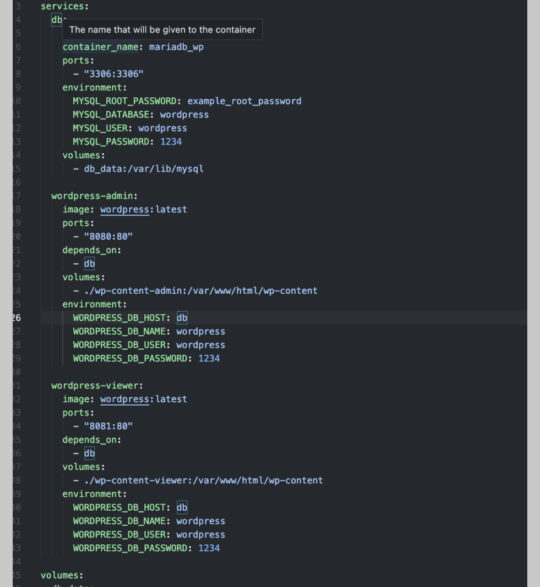 3 services:
4 db:
The name that will be given to the container
6 container_name: mariadb_wp
7 ports:
8 - "3306:3306"
9 environment:
10 MYSQL_ROOT_PASSWORD: example_root_password
11 MYSQL_DATABASE: wordpress
12 MYSQL_USER: wordpress
13 MYSQL_PASSWORD: 1234
14 volumes:
15 - db_data:/var/lib/mysql
16
17 wordpress-admin:
18 image: wordpress:latest
19 ports:
20 - "8080:80"
21 depends_on:
22 - db
23 volumes:
24 - ./wp-content-admin:/var/www/html/wp-content
25 environment:
26 WORDPRESS_DB_HOST: db
27 WORDPRESS_DB_NAME: wordpress
28 WORDPRESS_DB_USER: wordpress
29 WORDPRESS_DB_PASSWORD: 1234
30
31 wordpress-viewer:
32 image: wordpress:latest
33 ports:
34 - "8081:80"
35 depends_on:
36 - db
37 volumes:
38 - ./wp-content-viewer:/var/www/html/wp-content
39 environment:
40 WORDPRESS_DB_HOST: db
41 WORDPRESS_DB_NAME: wordpress
42 WORDPRESS_DB_USER: wordpress
43 WORDPRESS_DB_PASSWORD: 1234
44
45 volumes: